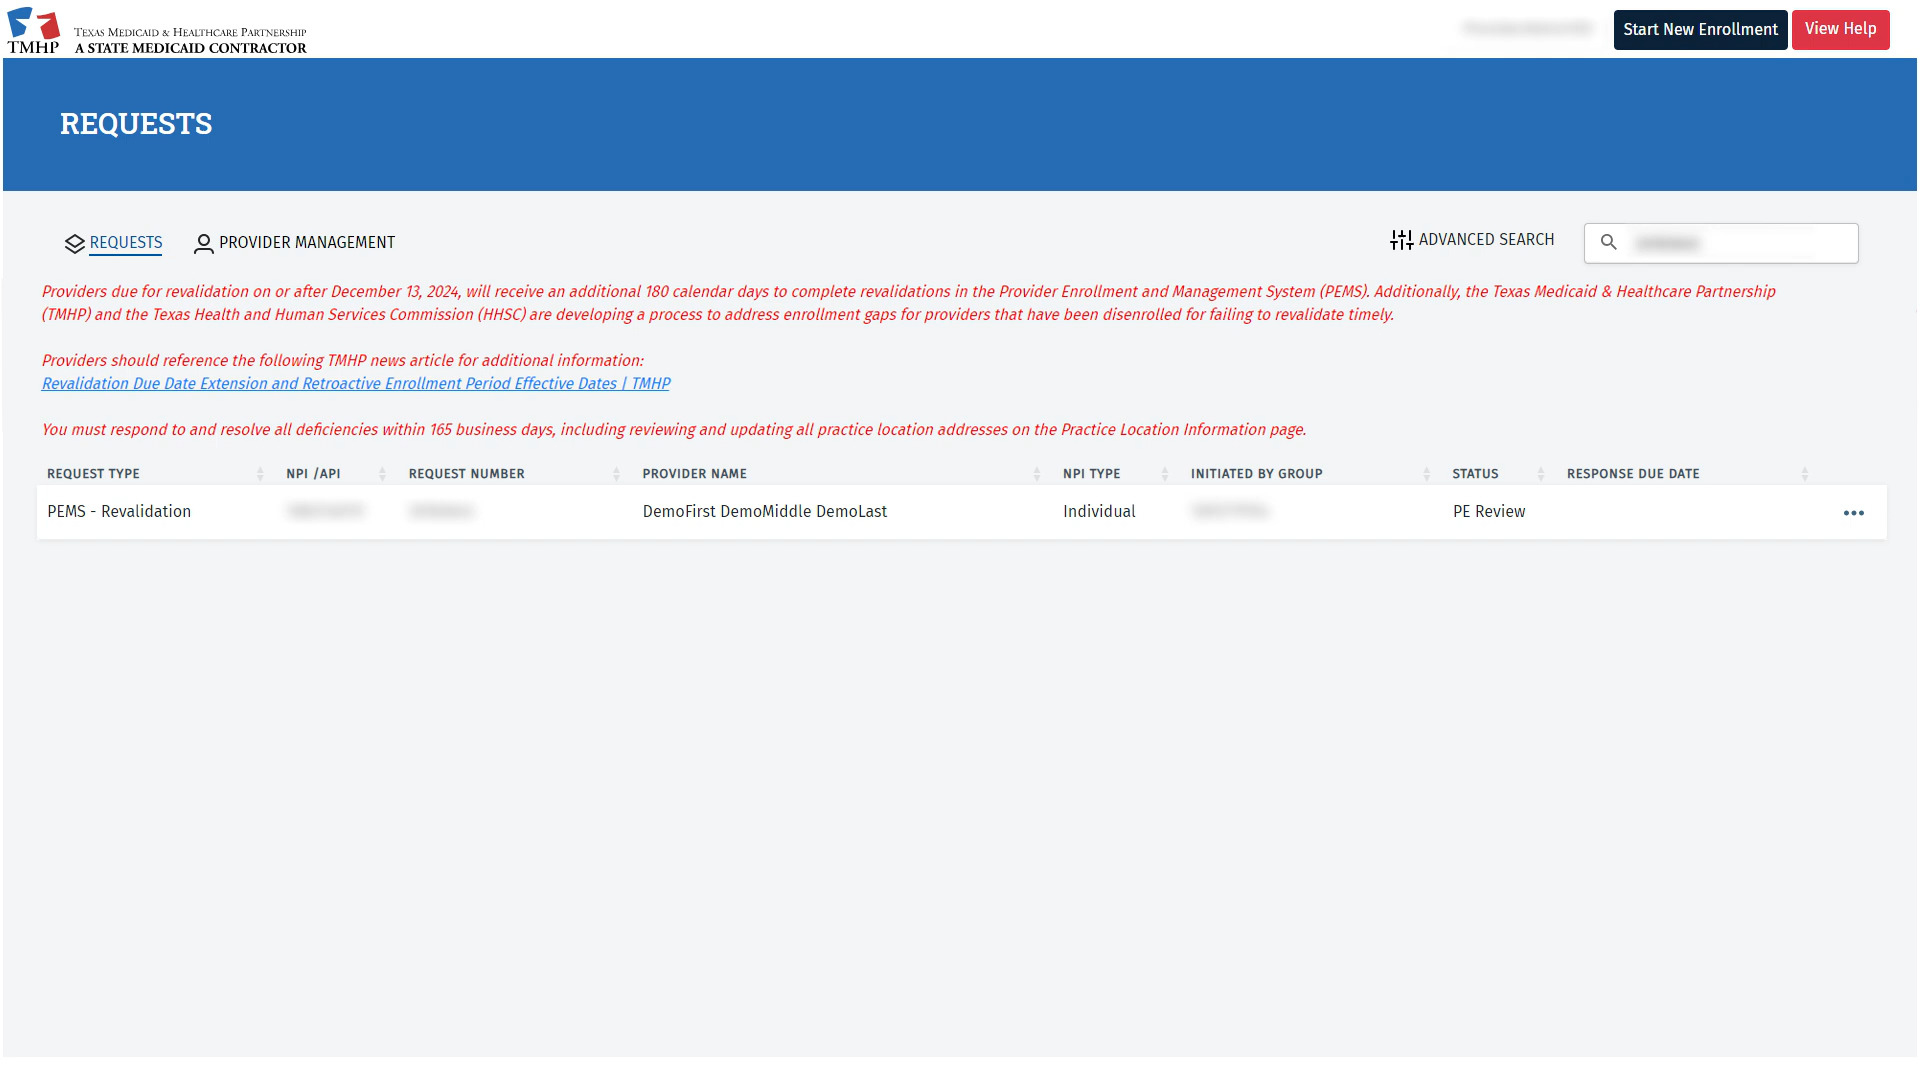 TMHP
TEXAS MEDICAID & HEALTHCARE PARTNERSHIP
A STATE MEDICAID CONTRACTOR
Start New Enrollment
View Help
REQUESTS
REQUESTS
PROVIDER MANAGEMENT
ADVANCED SEARCH
Providers due for revalidation on or after December 13, 2024, will receive an additional 180 calendar days to complete revalidations in the Provider Enrollment and Management System (PEMS). Additionally, the Texas Medicaid & Healthcare Partnership
(TMHP) and the Texas Health and Human Services Commission (HHSC) are developing a process to address enrollment gaps for providers that have been disenrolled for failing to revalidate timely.
Providers should reference the following TMHP news article for additional information:
Revalidation Due Date Extension and Retroactive Enrollment Period Effective Dates | TMHP
You must respond to and resolve all deficiencies within 165 business days, including reviewing and updating all practice location addresses on the Practice Location Information page.
REQUEST TYPE NPI /API REQUEST NUMBER PROVIDER NAME NPI TYPE INITIATED BY GROUP STATUS RESPONSE DUE DATE
PEMS - Revalidation DemoFirst DemoMiddle DemoLast Individual PE Review